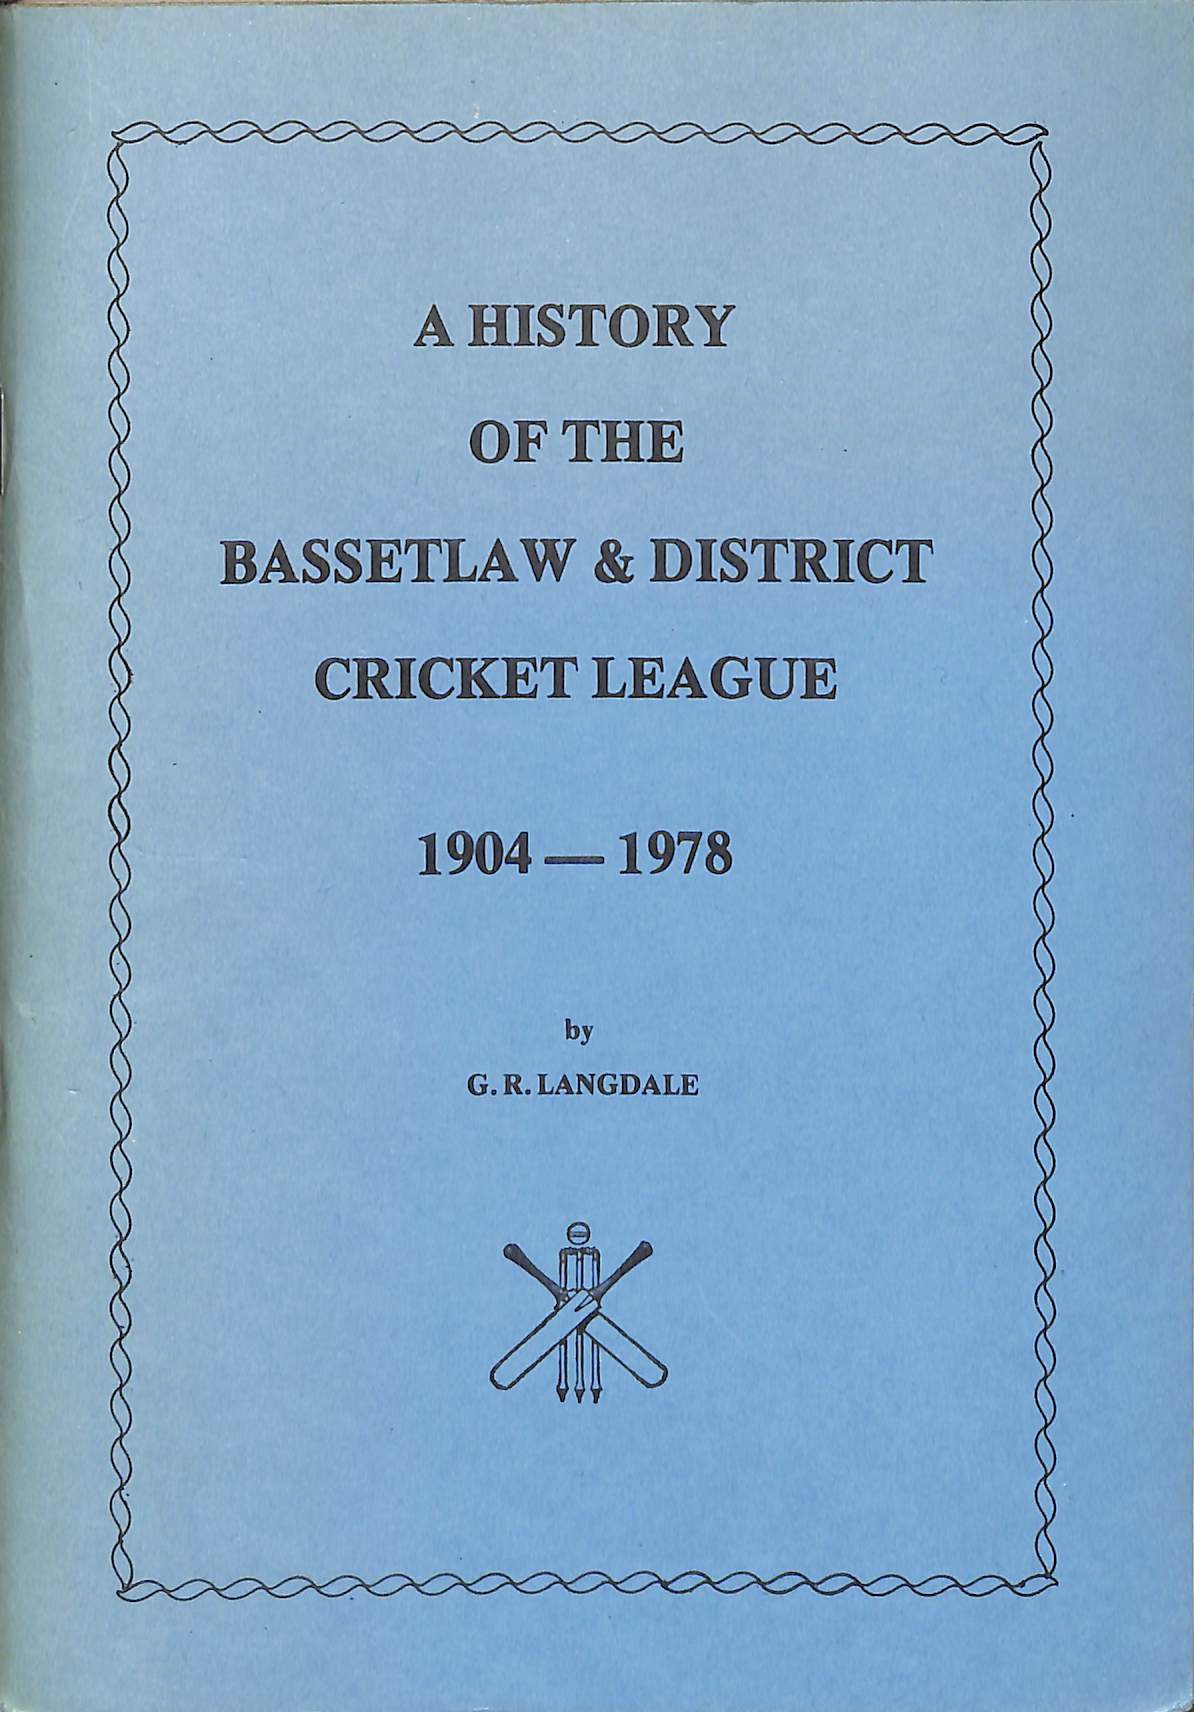 A HISTORY
OF THE
BASSETLAW & DISTRICT
CRICKET LEAGUE
1904 — 1978
by
G. R. LANGDALE